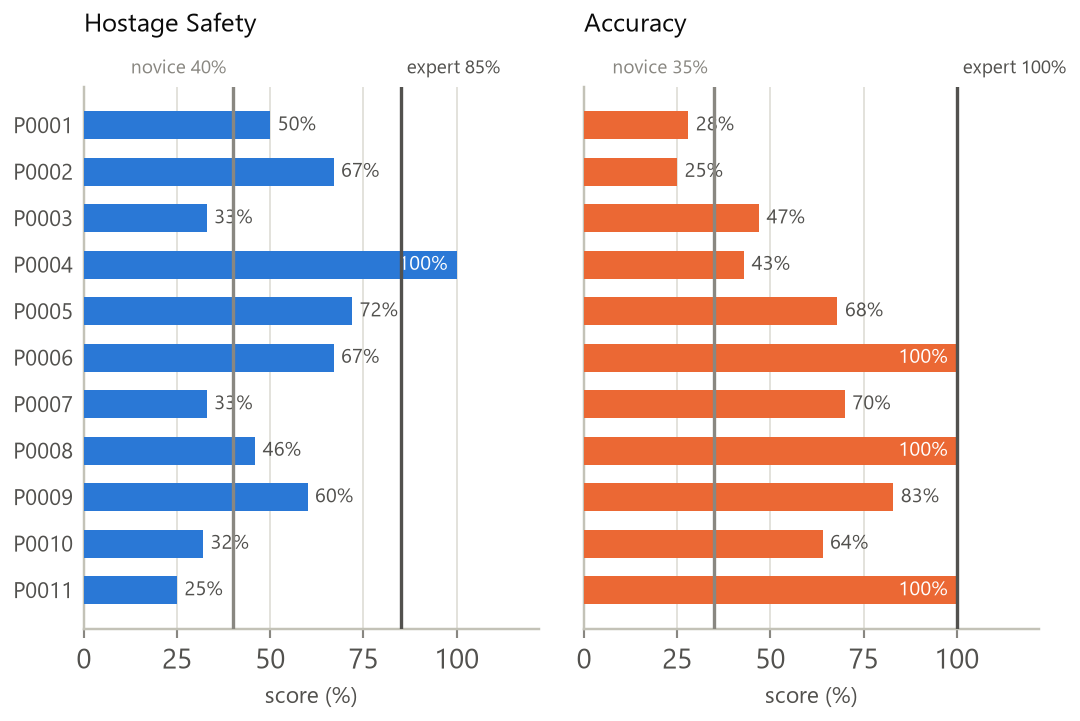 Hostage Safety
Accuracy
novice 40%
expert 85%
novice 35%
expert 100%
P0001
50%
28%
P0002
67%
25%
P0003
33%
47%
P0004
100%
43%
P0005
72%
68%
P0006
67%
100%
P0007
33%
70%
P0008
46%
100%
P0009
60%
83%
P0010
32%
64%
P0011
25%
100%
0 25 50 75 100
0 25 50 75 100
score (%)
score (%)